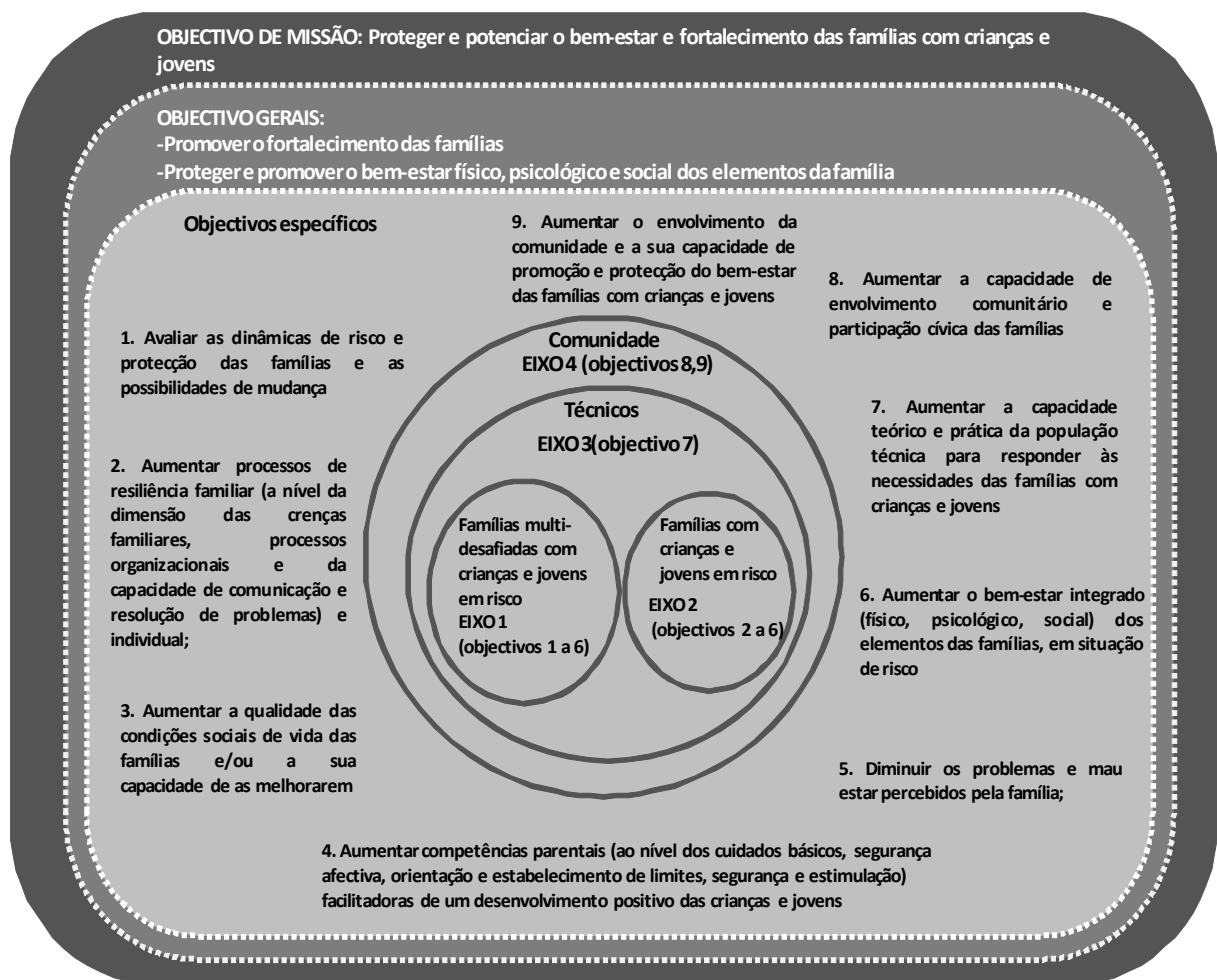 OBJECTIVO DE MISSÃO: Proteger e potenciar o bem-estar e fortalecimento das famílias com crianças e
jovens
OBJECTIVO GERAIS:
-Promover o fortalecimento das famílias
-Proteger e promover o bem-estar físico, psicológico e social dos elementos da família
Objectivos específicos
1. Avaliar as dinâmicas de risco e
protecção das famílias e as
possibilidades de mudança
2. Aumentar processos de
resiliência familiar (a nível da
dimensão das crenças
familiares, processos
organizacionais e da
capacidade de comunicação e
resolução de problemas) e
individual;
3. Aumentar a qualidade das
condições sociais de vida das
famílias e/ou a sua
capacidade de as melhorarem
4. Aumentar competências parentais (ao nível dos cuidados básicos, segurança
afectiva, orientação e estabelecimento de limites, segurança e estimulação)
facilitadoras de um desenvolvimento positivo das crianças e jovens
5. Diminuir os problemas e mau
estar percebidos pela família;
6. Aumentar o bem-estar integrado
(físico, psicológico, social) dos
elementos das famílias, em situação
de risco
7. Aumentar a capacidade
teórico e prática da população
técnica para responder às
necessidades das famílias com
crianças e jovens
8. Aumentar a capacidade de
envolvimento comunitário e
participação cívica das famílias
9. Aumentar o envolvimento da
comunidade e a sua capacidade de
promoção e protecção do bem-estar
das famílias com crianças e jovens
Comunidade
EIXO 4 (objectivos 8,9)
Técnicos
EIXO 3(objectivo 7)
Famílias multi-
desafiadas com
crianças e jovens
em risco
EIXO 1
(objectivos 1 a 6)
Famílias com
crianças e
jovens em risco
EIXO 2
(objectivos 2 a 6)